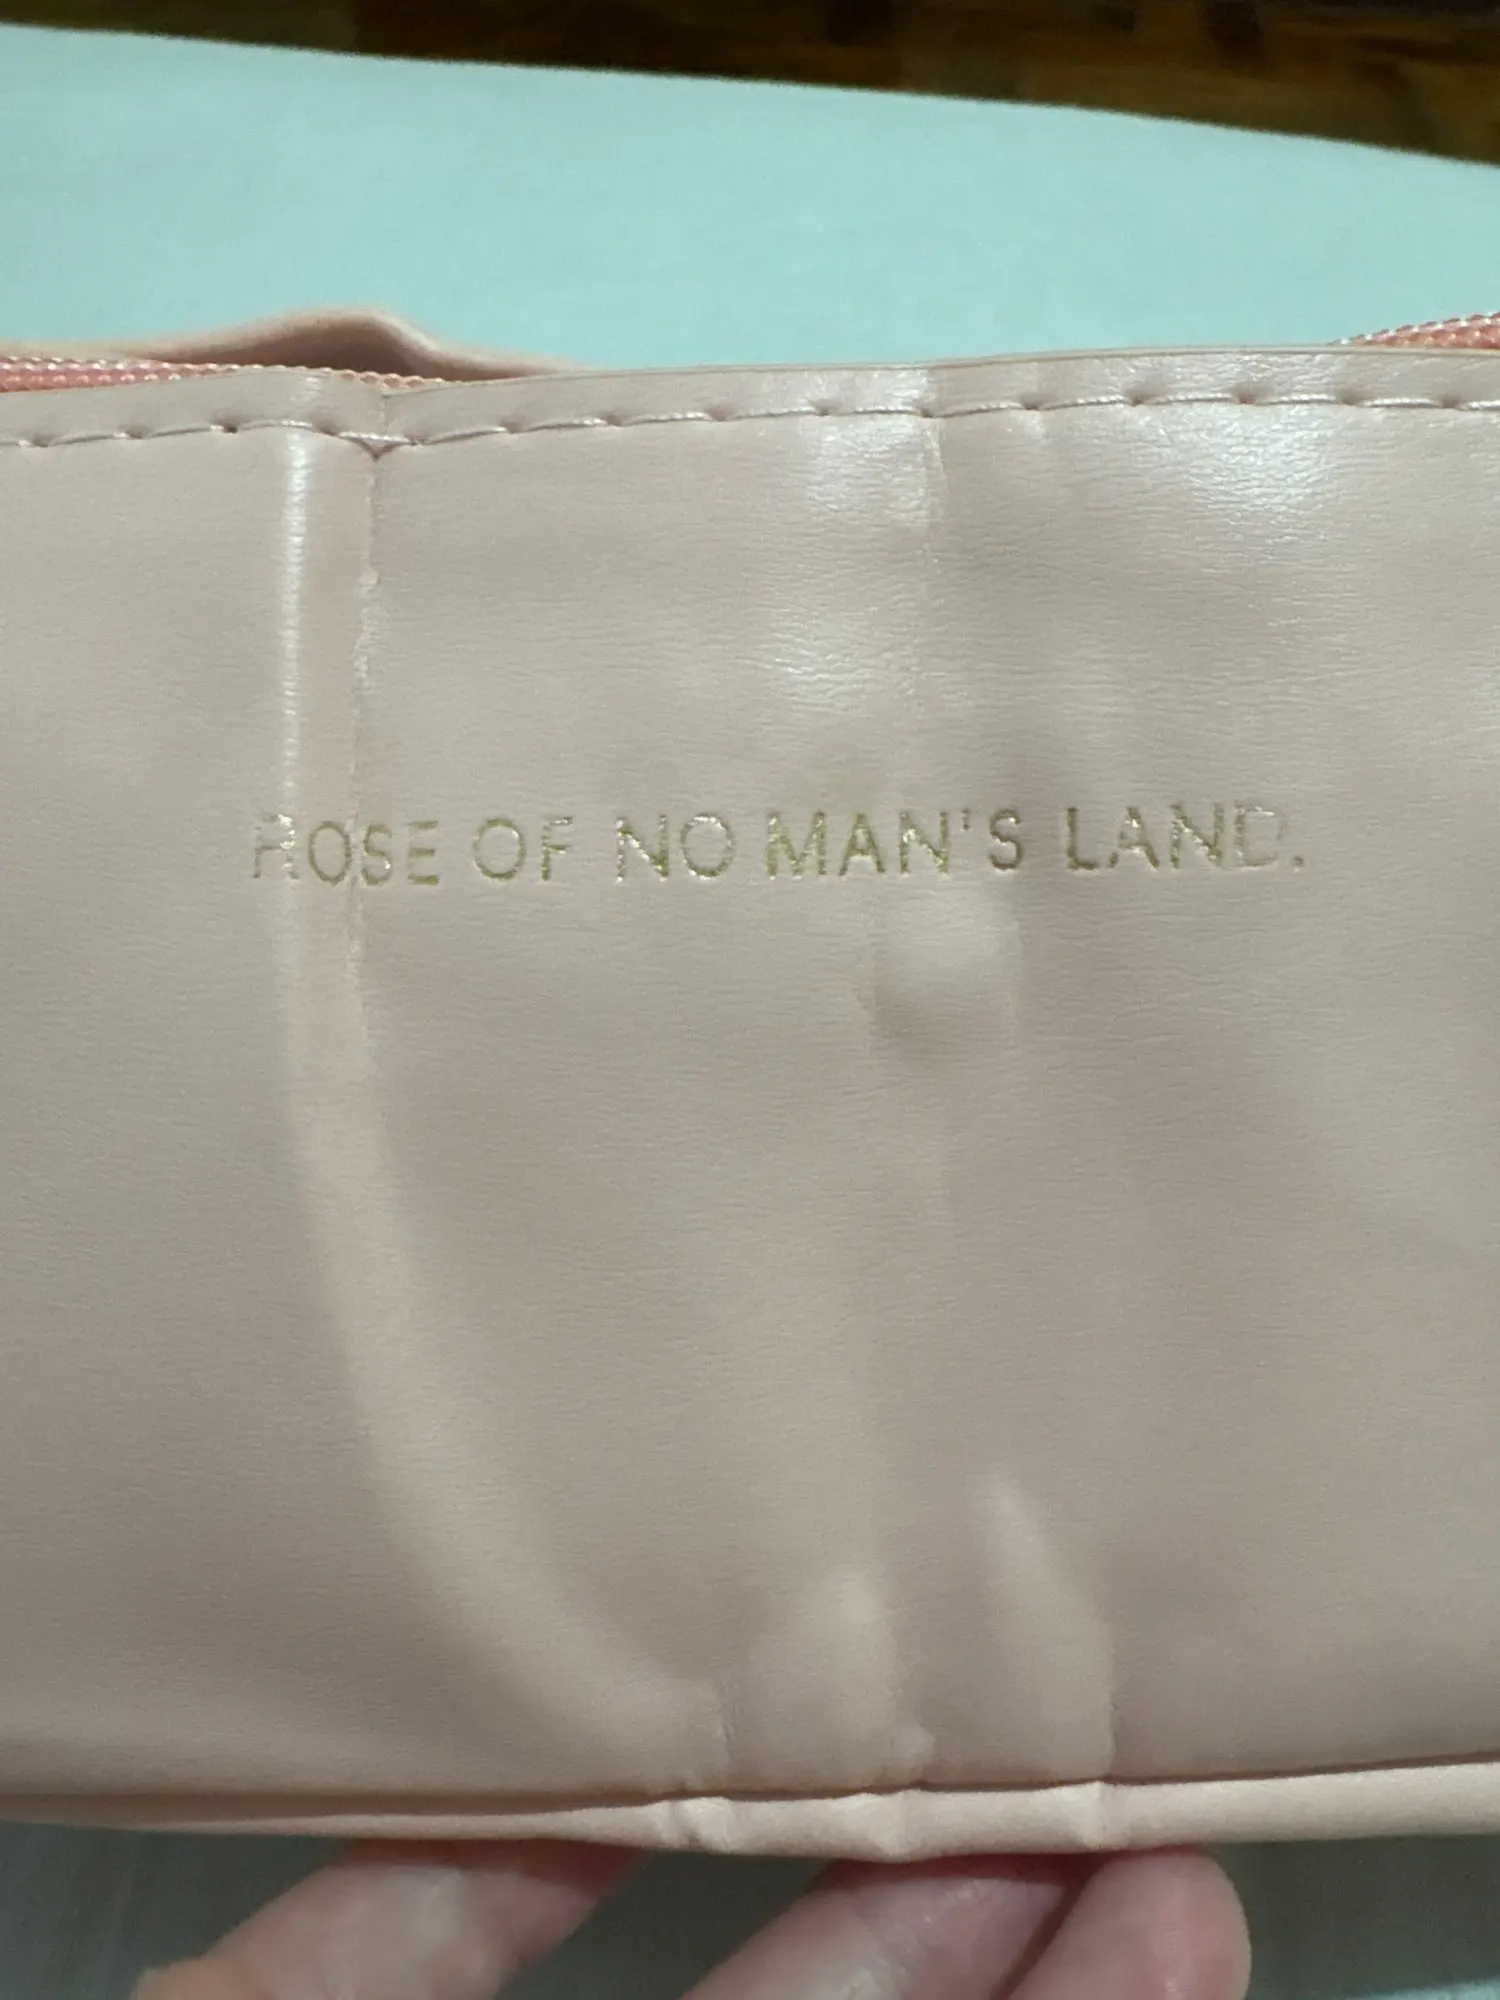 ROSE OF NO MAN'S LAND.